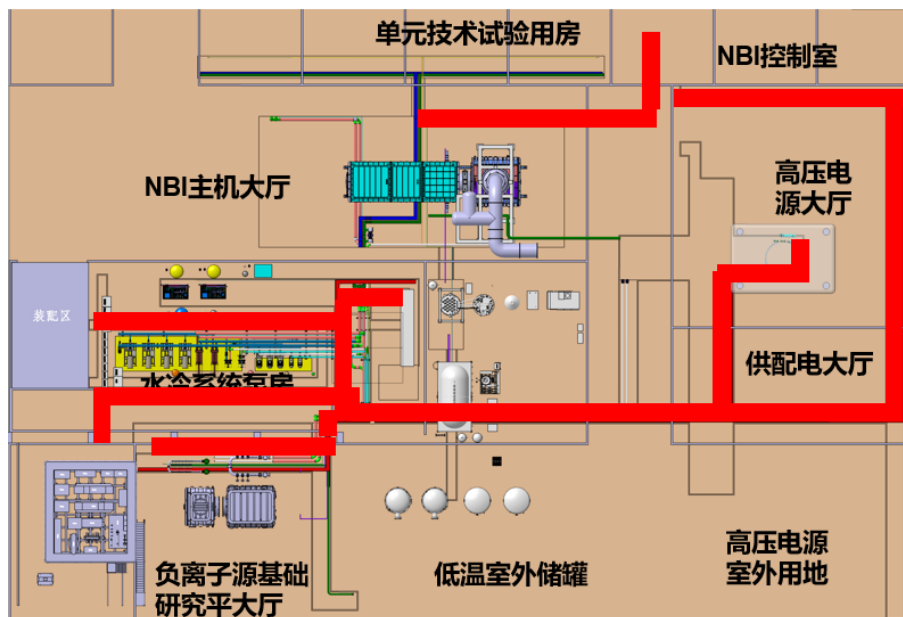 单元技术试验用房
NBI控制室
NBI主机大厅
高压电
源大厅
装配区
水冷系统泵房
供配电大厅
负离子源基础
研究平大厅
低温室外储罐
高压电源
室外用地